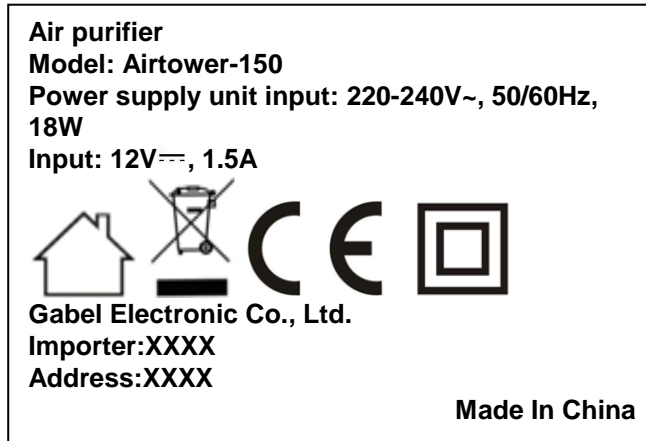 Air purifier
Model: Airtower-150
Power supply unit input: 220-240V~, 50/60Hz,
18W
Input: 12V⎓, 1.5A
CE
Gabel Electronic Co., Ltd.
Importer:XXXX
Address:XXXX
Made In China